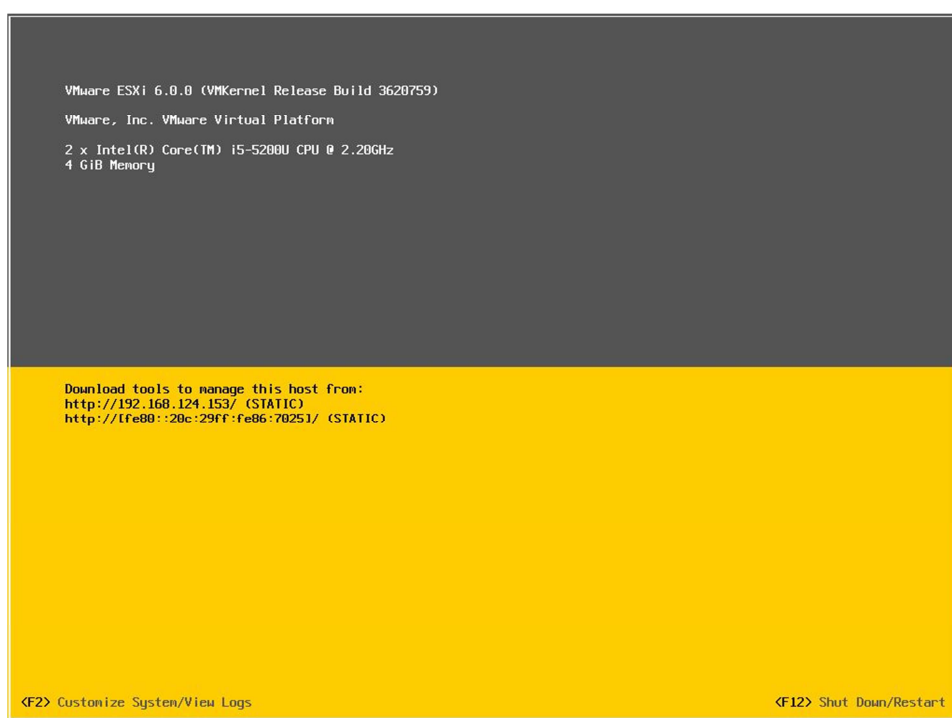 VMware ESXi 6.0.0 (VMKernel Release Build 3620759)
VMware, Inc. VMware Virtual Platform
2 x Intel(R) Core(TM) i5-5200U CPU @ 2.20GHz
4 GiB Memory
Download tools to manage this host from:
http://192.168.124.153/ (STATIC)
http://[fe80::20c:29ff:fe86:7025]/ (STATIC)
<F2> Customize System/View Logs
<F12> Shut Down/Restart